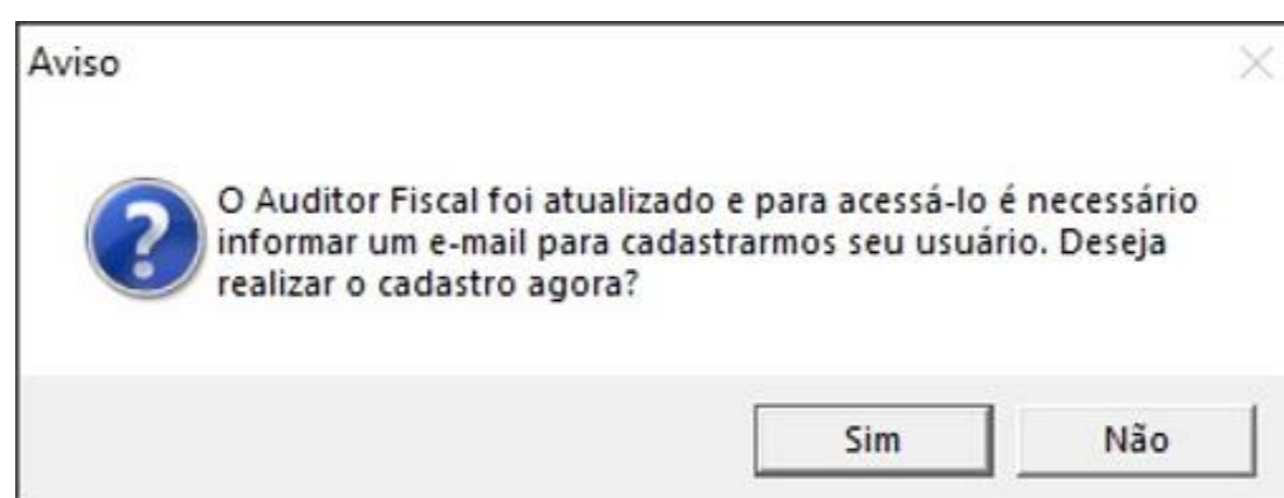 Aviso
O Auditor Fiscal foi atualizado e para acessá-lo é necessário
informar um e-mail para cadastrarmos seu usuário. Deseja
realizar o cadastro agora?
Sim Não